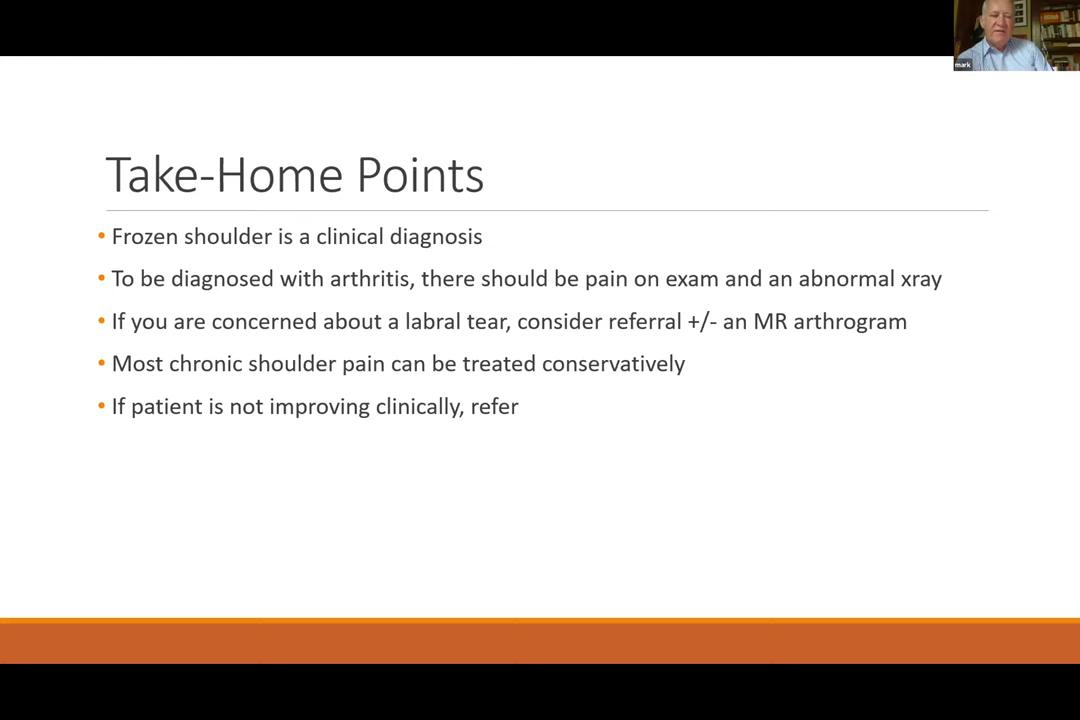 mark
Take-Home Points
• Frozen shoulder is a clinical diagnosis
• To be diagnosed with arthritis, there should be pain on exam and an abnormal xray
• If you are concerned about a labral tear, consider referral +/- an MR arthrogram
• Most chronic shoulder pain can be treated conservatively
• If patient is not improving clinically, refer